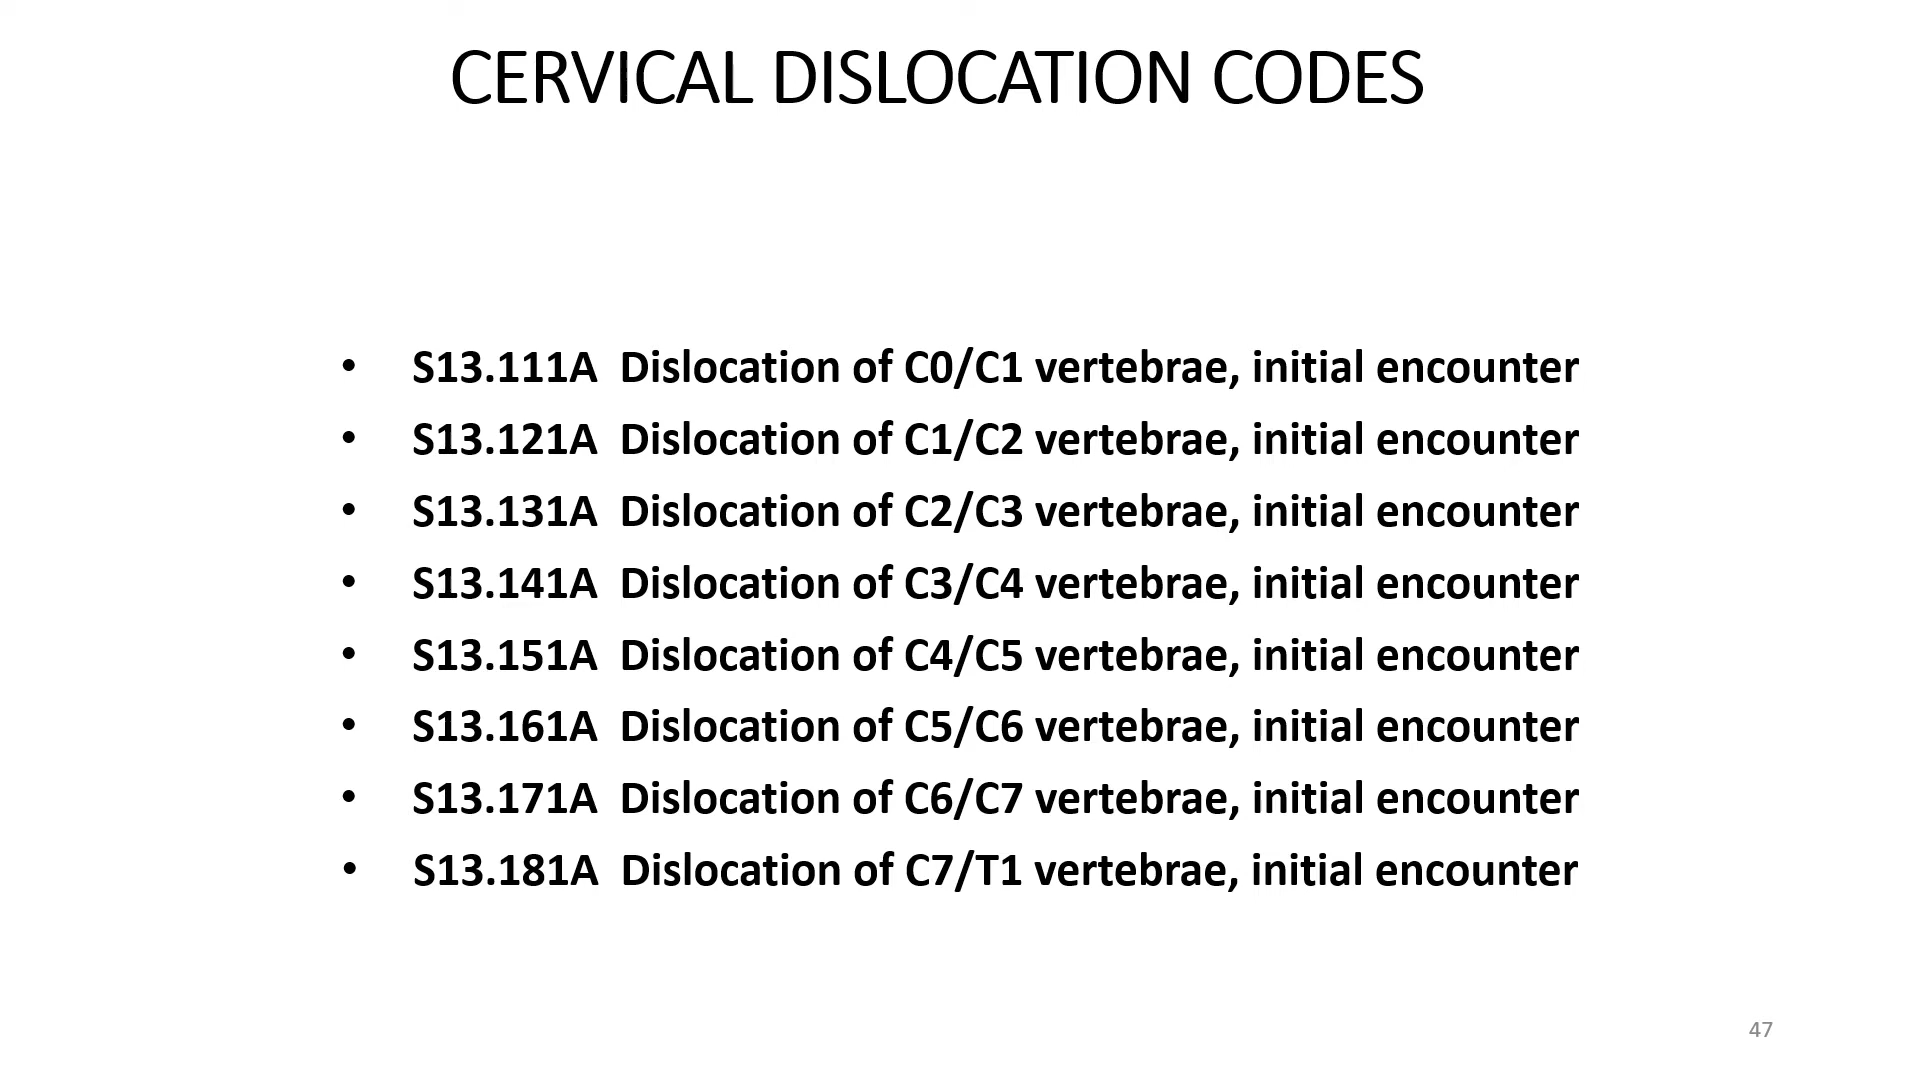 CERVICAL DISLOCATION CODES
• S13.111A Dislocation of C0/C1 vertebrae, initial encounter
• S13.121A Dislocation of C1/C2 vertebrae, initial encounter
• S13.131A Dislocation of C2/C3 vertebrae, initial encounter
• S13.141A Dislocation of C3/C4 vertebrae, initial encounter
• S13.151A Dislocation of C4/C5 vertebrae, initial encounter
• S13.161A Dislocation of C5/C6 vertebrae, initial encounter
• S13.171A Dislocation of C6/C7 vertebrae, initial encounter
• S13.181A Dislocation of C7/T1 vertebrae, initial encounter
47